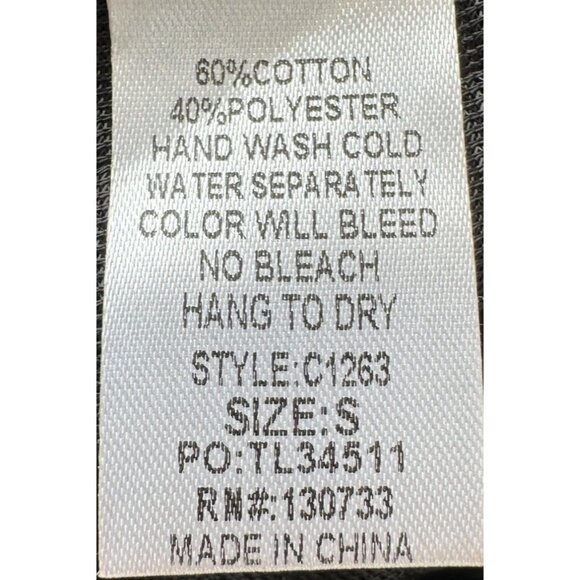 60%COTTON
40%POLYESTER
HAND WASH COLD
WATER SEPARATELY
COLOR WILL BLEED
NO BLEACH
HANG TO DRY
STYLE:C1263
SIZE:S
PO:TL34511
RN#:130733
MADE IN CHINA